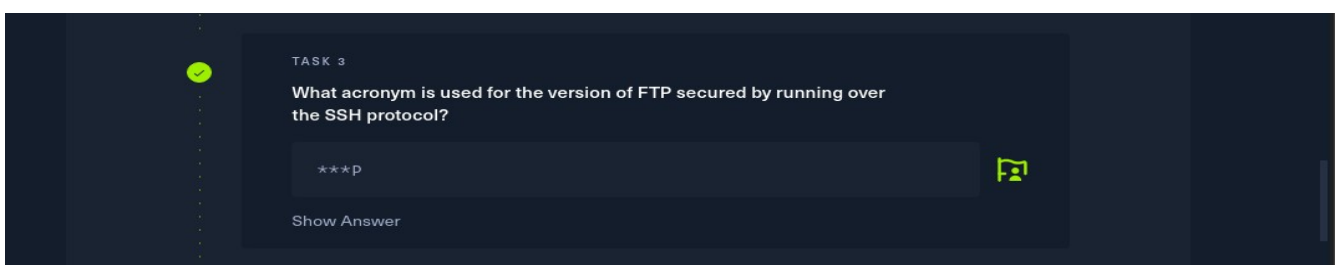 TASK 3
What acronym is used for the version of FTP secured by running over
the SSH protocol?
***P
Show Answer